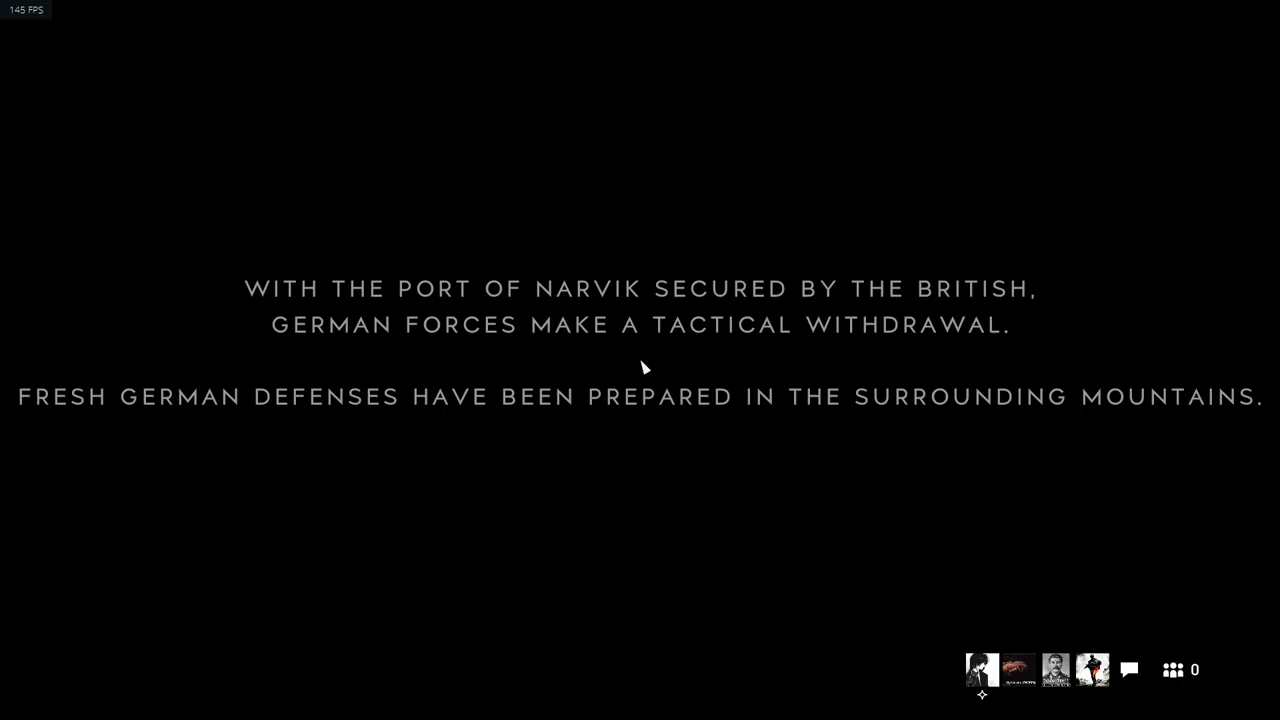 145 FPS
WITH THE PORT OF NARVIK SECURED BY THE BRITISH,
GERMAN FORCES MAKE A TACTICAL WITHDRAWAL.
FRESH GERMAN DEFENSES HAVE BEEN PREPARED IN THE SURROUNDING MOUNTAINS.
0